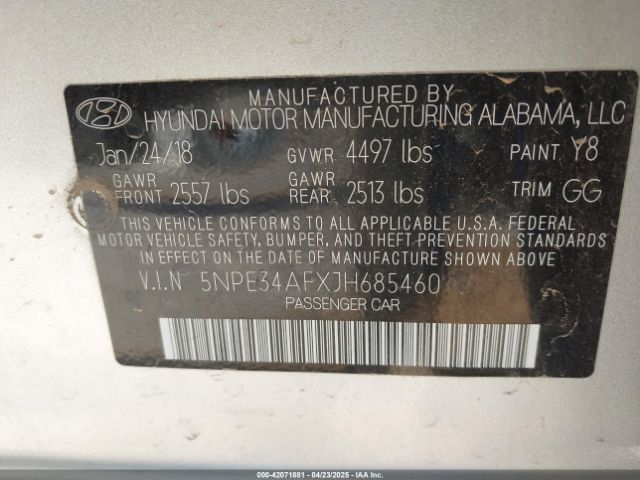 MANUFACTURED BY
HYUNDAI MOTOR MANUFACTURING ALABAMA, LLC
Jan/24/18 GVWR 4497 lbs PAINT Y8
GAWR FRONT 2557 lbs GAWR REAR 2513 lbs TRIM GG
THIS VEHICLE CONFORMS TO ALL APPLICABLE U.S.A. FEDERAL
MOTOR VEHICLE SAFETY, BUMPER, AND THEFT PREVENTION STANDARDS
IN EFFECT ON THE DATE OF MANUFACTURE SHOWN ABOVE
V.I.N 5NPE34AFXJH685460
PASSENGER CAR
000-42071881 - 04/23/2025 - IAAI.COM